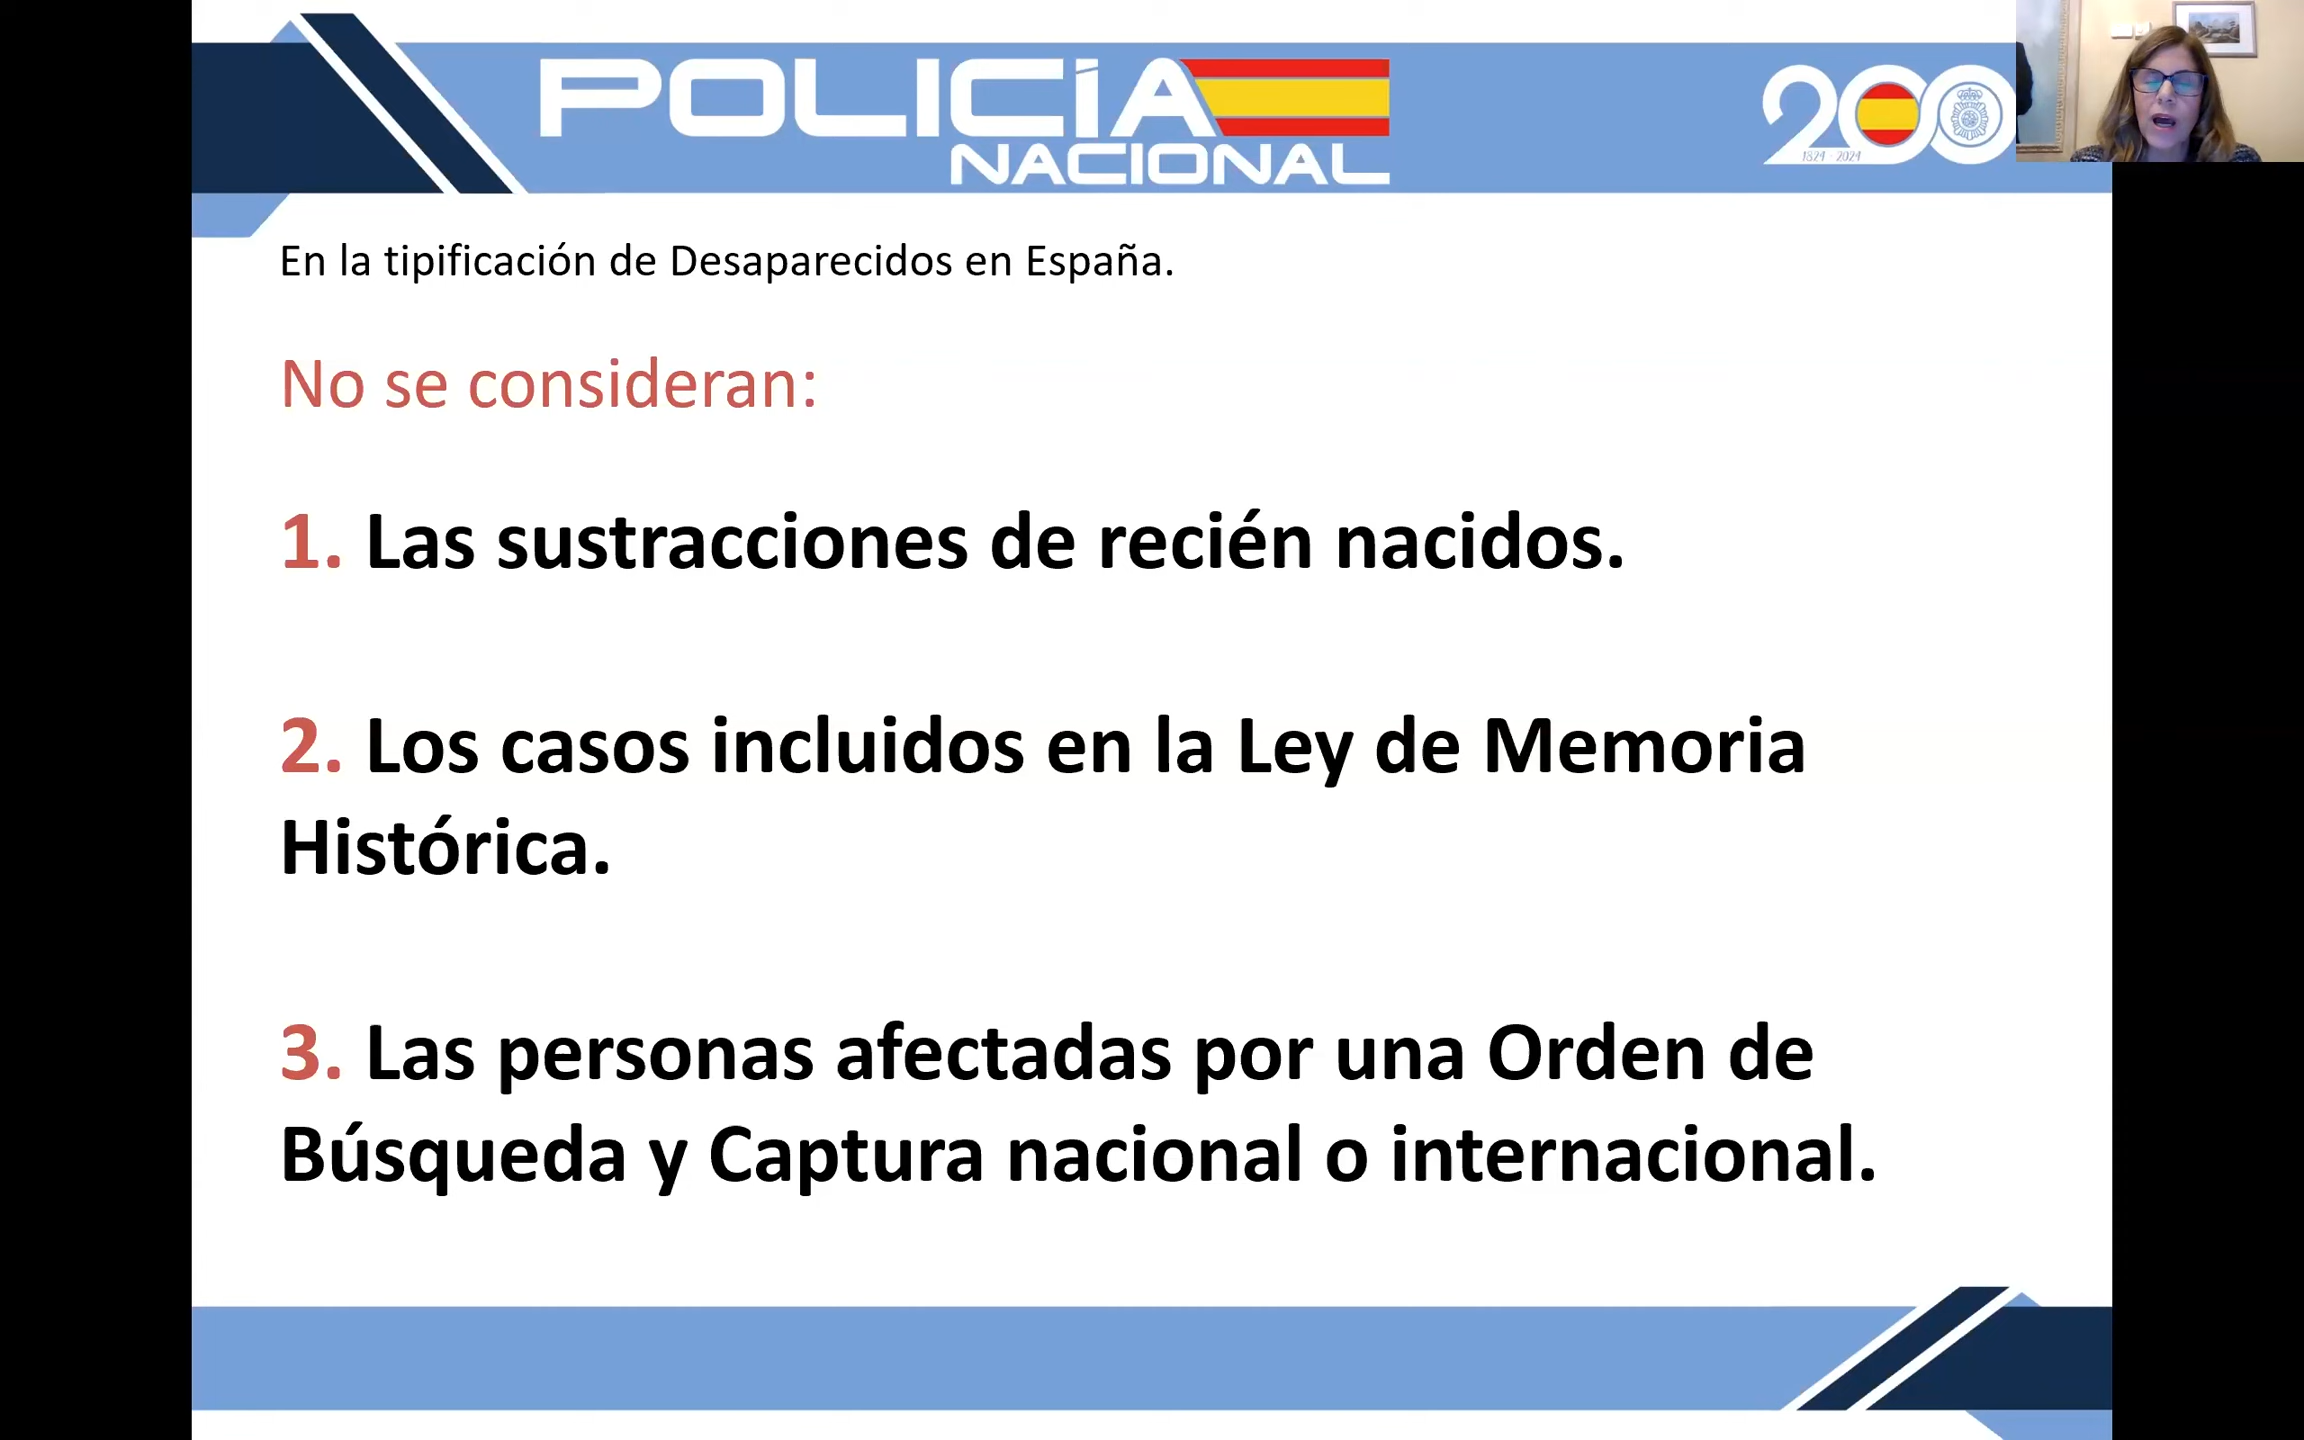 POLICÍA
NACIONAL
200
1824 - 2024
En la tipificación de Desaparecidos en España.
No se consideran:
1. Las sustracciones de recién nacidos.
2. Los casos incluidos en la Ley de Memoria
Histórica.
3. Las personas afectadas por una Orden de
Búsqueda y Captura nacional o internacional.